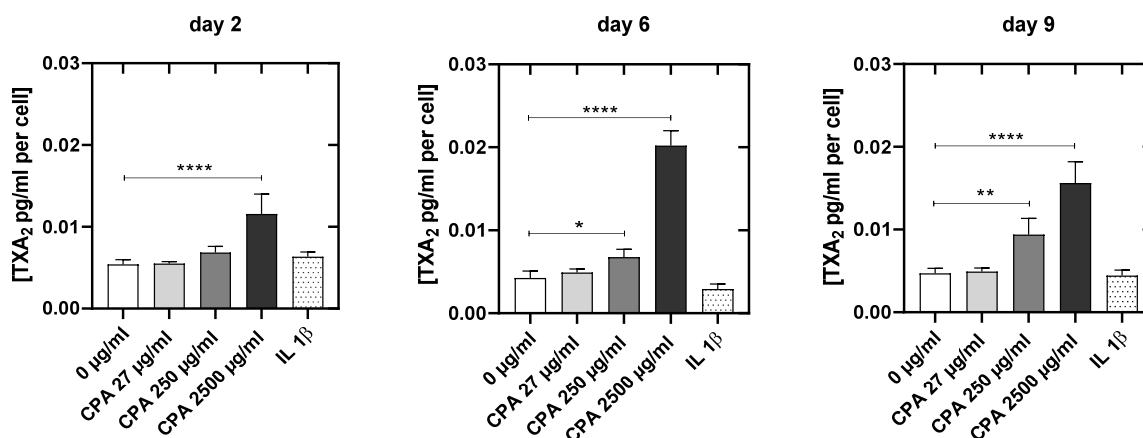 day 2
[TXA2 pg/ml per cell]
0.03
0.02
0.01
0.00
****
0 µg/ml
CPA 27 µg/ml
CPA 250 µg/ml
CPA 2500 µg/ml
IL 1β
day 6
[TXA2 pg/ml per cell]
0.03
0.02
0.01
0.00
****
*
0 µg/ml
CPA 27 µg/ml
CPA 250 µg/ml
CPA 2500 µg/ml
IL 1β
day 9
[TXA2 pg/ml per cell]
0.03
0.02
0.01
0.00
****
**
0 µg/ml
CPA 27 µg/ml
CPA 250 µg/ml
CPA 2500 µg/ml
IL 1β